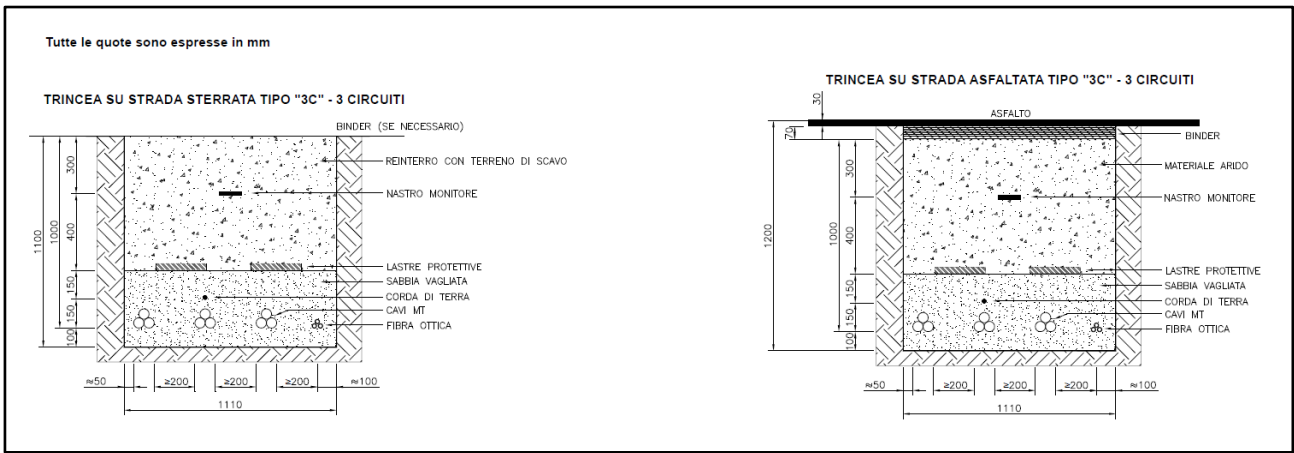 Tutte le quote sono espresse in mm
TRINCEA SU STRADA STERRATA TIPO "3C" - 3 CIRCUITI
BINDER (SE NECESSARIO)
REINTERRO CON TERRENO DI SCAVO
NASTRO MONITORE
LASTRE PROTETTIVE
SABBIA VAGLIATA
CORDA DI TERRA
CAVI MT
FIBRA OTTICA
1100
1000
300
400
150
150
100
≈50
≥200
≥200
≥200
≈100
1110
TRINCEA SU STRADA ASFALTATA TIPO "3C" - 3 CIRCUITI
30
ASFALTO
70
BINDER
MATERIALE ARIDO
NASTRO MONITORE
LASTRE PROTETTIVE
SABBIA VAGLIATA
CORDA DI TERRA
CAVI MT
FIBRA OTTICA
1200
1000
300
400
150
150
100
≈50
≥200
≥200
≥200
≈100
1110